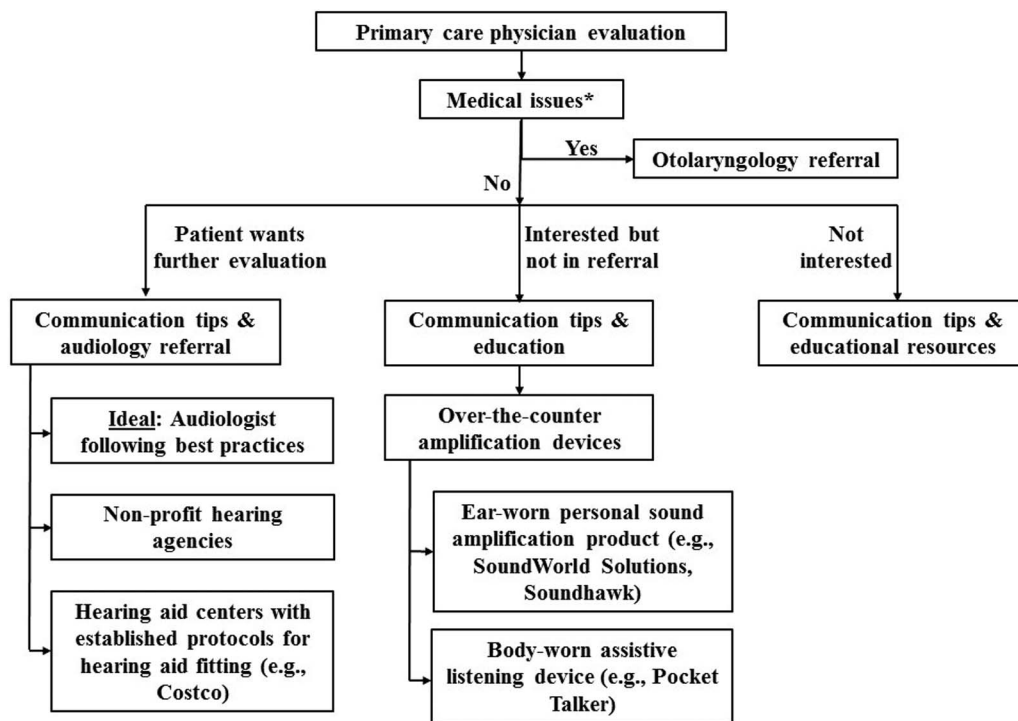 Primary care physician evaluation
Medical issues*
Yes
Otolaryngology referral
No
Patient wants
further evaluation
Interested but
not in referral
Not
interested
Communication tips &
audiology referral
Communication tips &
education
Communication tips &
educational resources
Ideal: Audiologist
following best practices
Non-profit hearing
agencies
Hearing aid centers with
established protocols for
hearing aid fitting (e.g.,
Costco)
Over-the-counter
amplification devices
Ear-worn personal sound
amplification product (e.g.,
SoundWorld Solutions,
Soundhawk)
Body-worn assistive
listening device (e.g., Pocket
Talker)